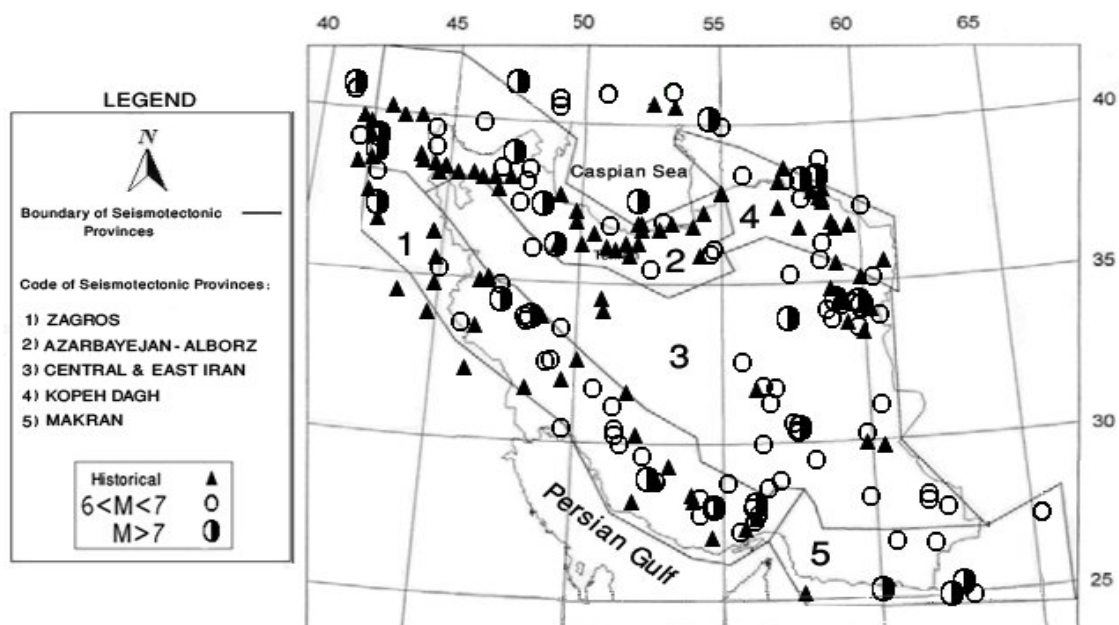 40 45 50 55 60 65
LEGEND
N
Boundary of Seismotectonic
Provinces
Code of Seismotectonic Provinces:
1) ZAGROS
2) AZARBAYEJAN - ALBORZ
3) CENTRAL & EAST IRAN
4) KOPEH DAGH
5) MAKRAN
Historical
6<M<7
M>7
40
Caspian Sea
4
1
2
35
3
30
Persian Gulf
5
25